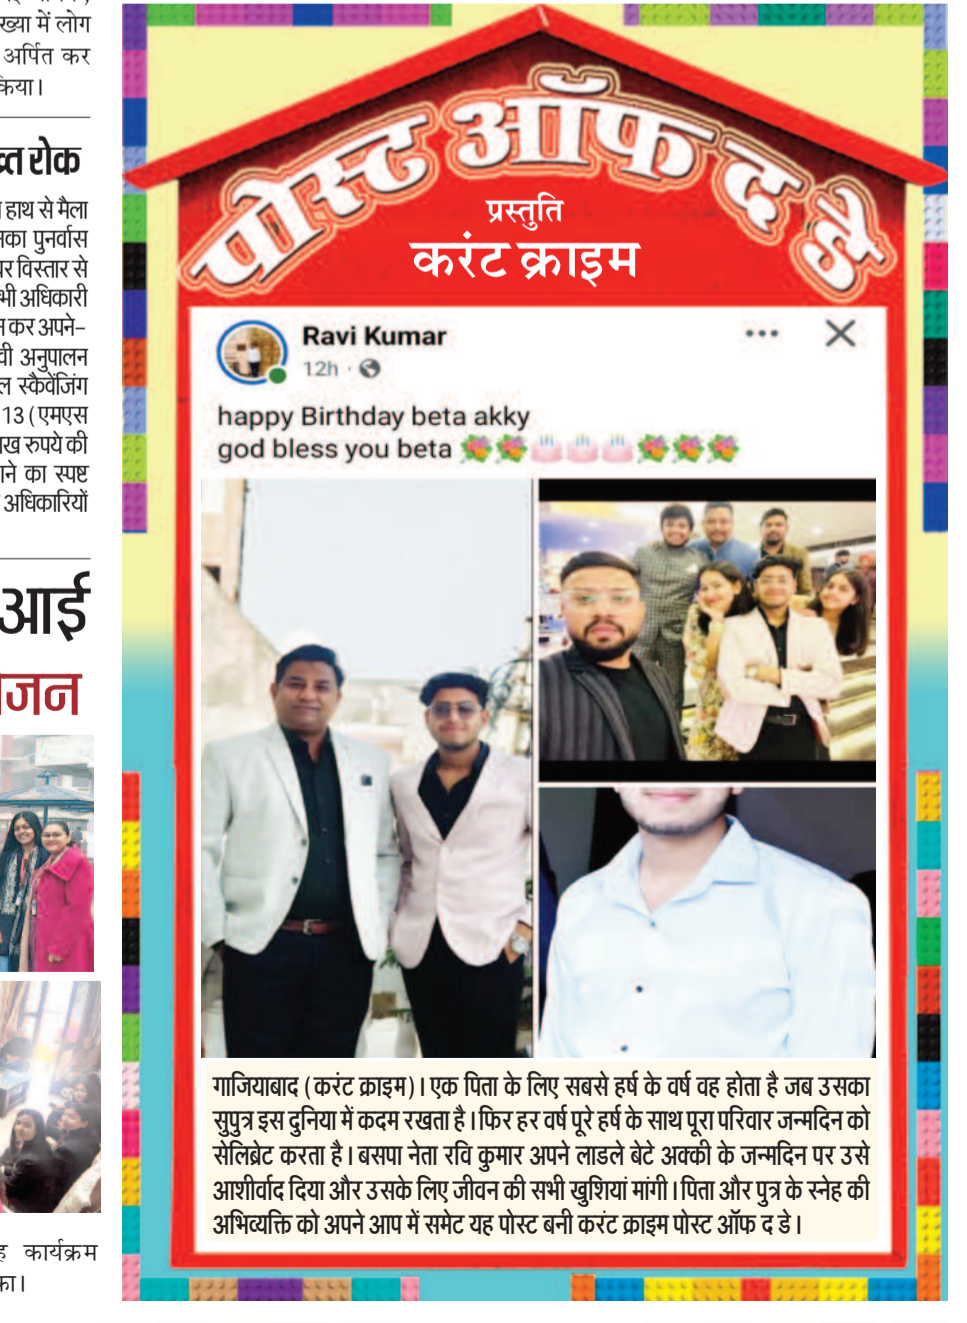 ख्या में लोग
अर्पित कर
किया।
रोक
हाथ से मैला
पुनर्वास
पर विस्तार से
भी अधिकारी
कर अपने-
अनुपालन
स्कैवेंजिंग
13 (एमएस
रुपये की
का स्पष्ट
अधिकारियों
आई
कार्यक्रम
पोस्ट ऑफ द डे
प्रस्तुति
करंट क्राइम
Ravi Kumar
12h ·
happy Birthday beta akky
god bless you beta 💐💐🎂🎂🎂💐💐💐
गाजियाबाद (करंट क्राइम)। एक पिता के लिए सबसे हर्ष के वर्ष वह होता है जब उसका
सुपुत्र इस दुनिया में कदम रखता है। फिर हर वर्ष पूरे हर्ष के साथ पूरा परिवार जन्मदिन को
सेलिब्रेट करता है। बसपा नेता रवि कुमार अपने लाडले बेटे अक्की के जन्मदिन पर उसे
आशीर्वाद दिया और उसके लिए जीवन की सभी खुशियां मांगी। पिता और पुत्र के स्नेह की
अभिव्यक्ति को अपने आप में समेट यह पोस्ट बनी करंट क्राइम पोस्ट ऑफ द डे।